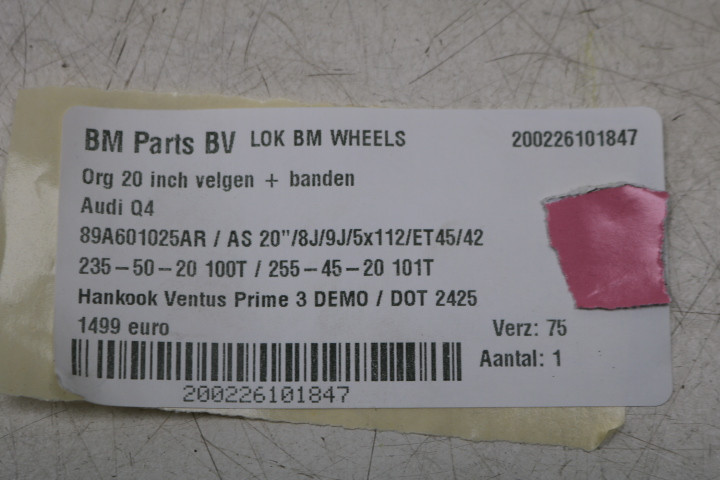 BM Parts BV LOK BM WHEELS 200226101847
Org 20 inch velgen + banden
Audi Q4
89A601025AR / AS 20"/8J/9J/5x112/ET45/42
235-50-20 100T / 255-45-20 101T
Hankook Ventus Prime 3 DEMO / DOT 2425
1499 euro Verz: 75
Aantal: 1
200226101847